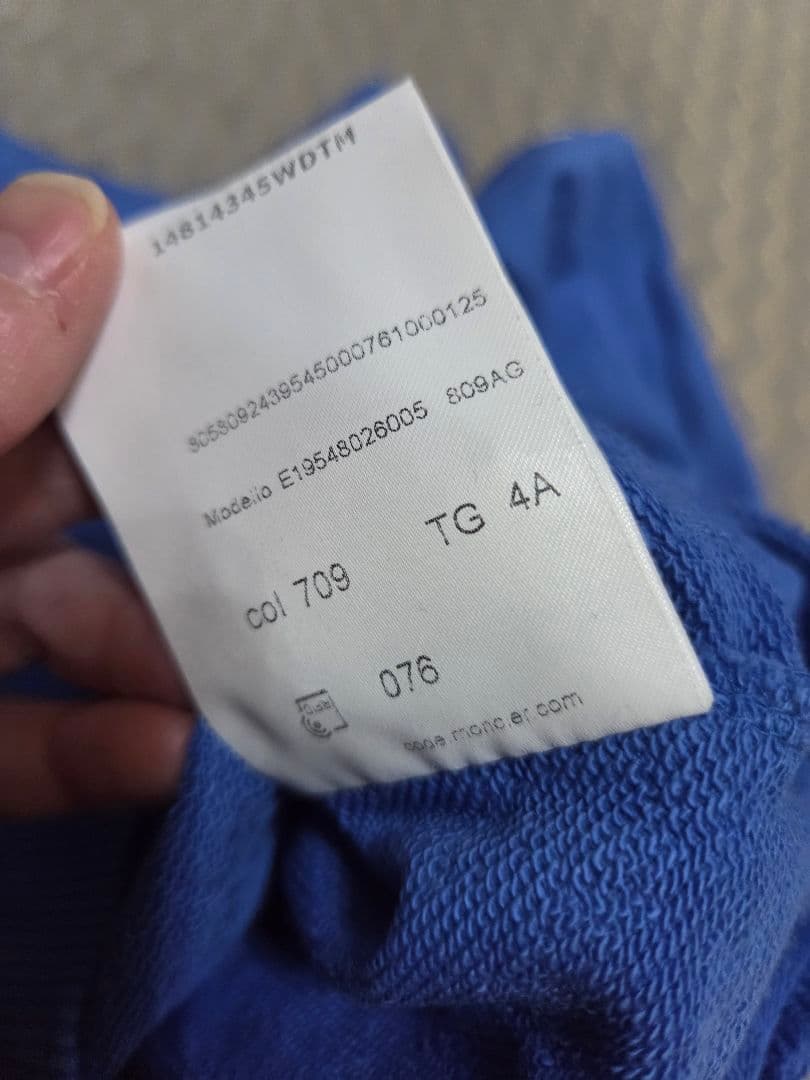 14814345WDTM
8058092439545000761000125
Modello E19548026005 809AG
col 709 TG 4A
076
code.moncler.com